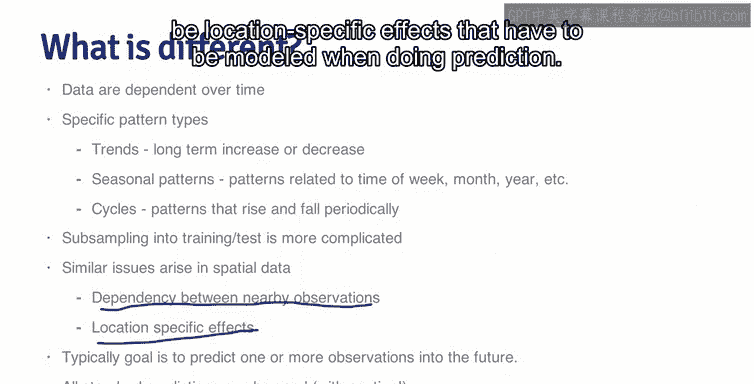 be location-specific effects that have to
be modeled when doing prediction.
What is different?
· Data are dependent over time
· Specific pattern types
- Trends - long term increase or decrease
- Seasonal patterns - patterns related to time of week, month, year, etc.
- Cycles - patterns that rise and fall periodically
· Subsampling into training/test is more complicated
· Similar issues arise in spatial data
- Dependency between nearby observations
- Location specific effects
· Typically goal is to predict one or more observations into the future.